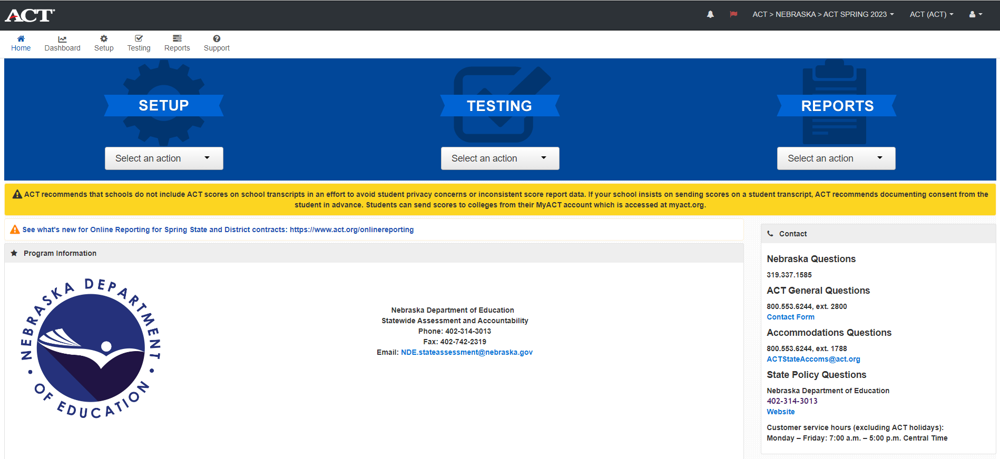 ACT
ACT > NEBRASKA > ACT SPRING 2023
ACT (ACT)
Home
Dashboard
Setup
Testing
Reports
Support
SETUP
TESTING
REPORTS
Select an action
Select an action
Select an action
ACT recommends that schools do not include ACT scores on school transcripts in an effort to avoid student privacy concerns or inconsistent score report data. If your school insists on sending scores on a student transcript, ACT recommends documenting consent from the
student in advance. Students can send scores to colleges from their MyACT account which is accessed at myact.org.
See what's new for Online Reporting for Spring State and District contracts: https://www.act.org/onlinereporting
Program Information
NEBRASKA DEPARTMENT
• OF EDUCATION •
Nebraska Department of Education
Statewide Assessment and Accountability
Phone: 402-314-3013
Fax: 402-742-2319
Email: NDE.stateassessment@nebraska.gov
Contact
Nebraska Questions
319.337.1585
ACT General Questions
800.553.6244, ext. 2800
Contact Form
Accommodations Questions
800.553.6244, ext. 1788
ACTStateAccoms@act.org
State Policy Questions
Nebraska Department of Education
402-314-3013
Website
Customer service hours (excluding ACT holidays):
Monday – Friday: 7:00 a.m. – 5:00 p.m. Central Time